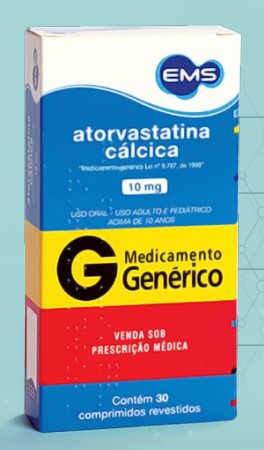 EMS
atorvastatina
cálcica
"Medicamento genérico Lei nº 9.787, de 1999"
10 mg
USO ORAL - USO ADULTO E PEDIÁTRICO
ACIMA DE 10 ANOS
G Medicamento
Genérico
VENDA SOB
PRESCRIÇÃO MÉDICA
Contém 30
comprimidos revestidos